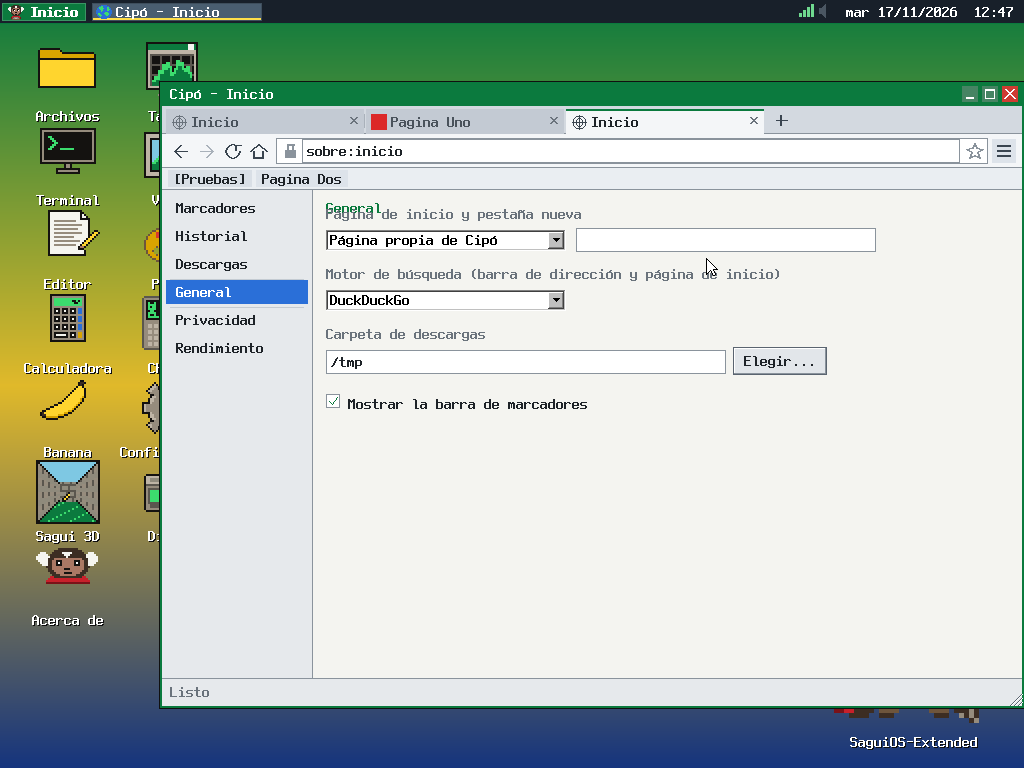 Inicio
Cipó - Inicio
mar 17/11/2026 12:47
Archivos
Terminal
Editor
Calculadora
Banana
Sagui 3D
Acerca de
Cipó - Inicio
Inicio
Pagina Uno
Inicio
sobre:inicio
[Pruebas]
Pagina Dos
Marcadores
Historial
Descargas
General
Privacidad
Rendimiento
General
Página de inicio y pestaña nueva
Página propia de Cipó
Motor de búsqueda (barra de dirección y página de inicio)
DuckDuckGo
Carpeta de descargas
/tmp
Elegir...
Mostrar la barra de marcadores
Listo
SaguiOS-Extended